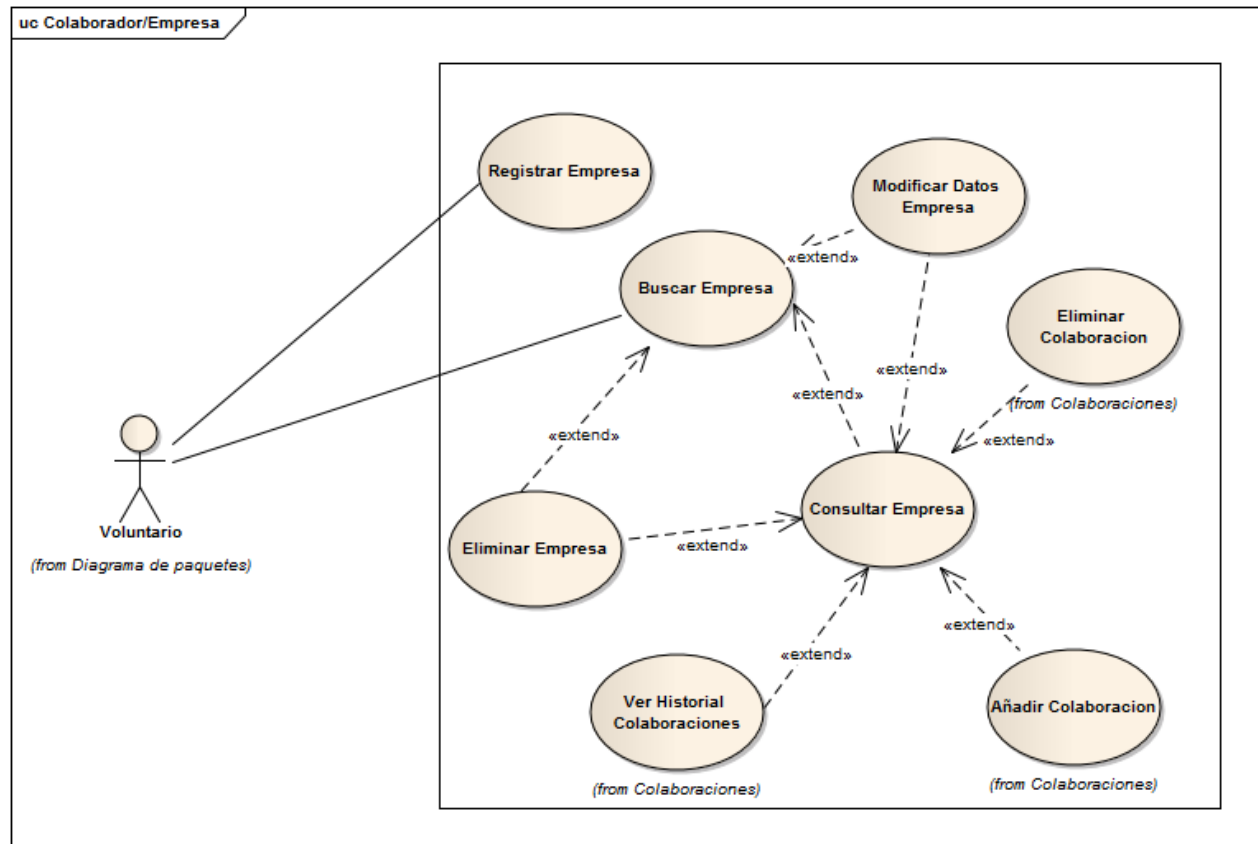 uc Colaborador/Empresa
Registrar Empresa
Modificar Datos
Empresa
«extend»
Buscar Empresa
Eliminar
Colaboracion
(from Colaboraciones)
«extend»
«extend»
«extend»
«extend»
Voluntario
(from Diagrama de paquetes)
Consultar Empresa
Eliminar Empresa
«extend»
«extend»
«extend»
Ver Historial
Colaboraciones
(from Colaboraciones)
Añadir Colaboracion
(from Colaboraciones)